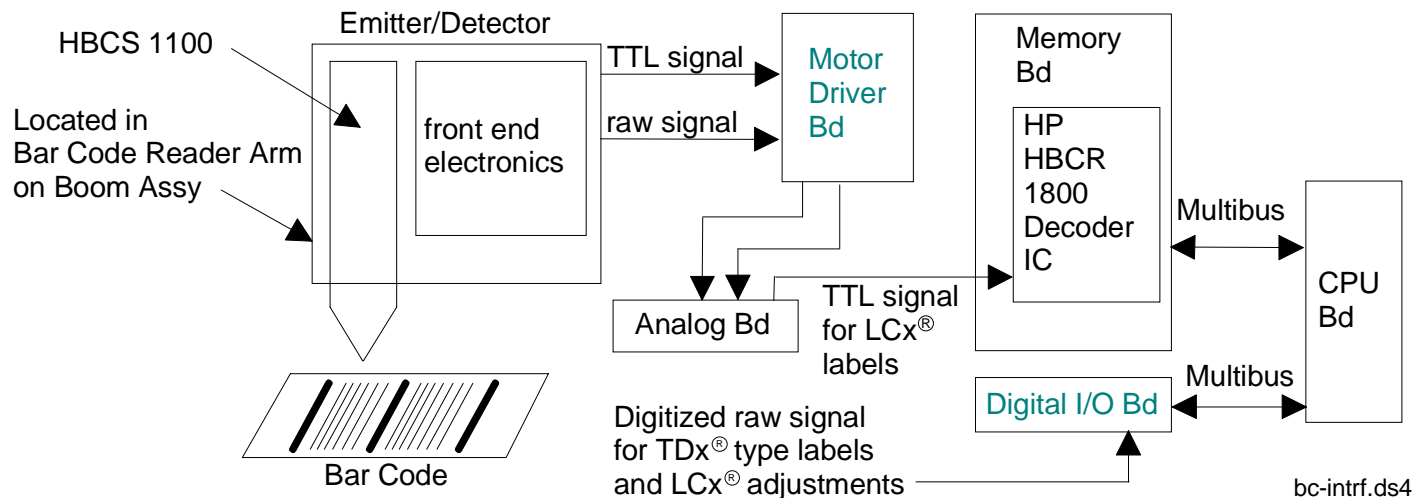 Emitter/Detector
HBCS 1100
Located in
Bar Code Reader Arm
on Boom Assy
front end
electronics
TTL signal
raw signal
Motor
Driver
Bd
Memory
Bd
HP
HBCR
1800
Decoder
IC
Multibus
CPU
Bd
Analog Bd
TTL signal
for LCx®
labels
Digital I/O Bd
Multibus
Digitized raw signal
for TDx® type labels
and LCx® adjustments
Bar Code
bc-intrf.ds4